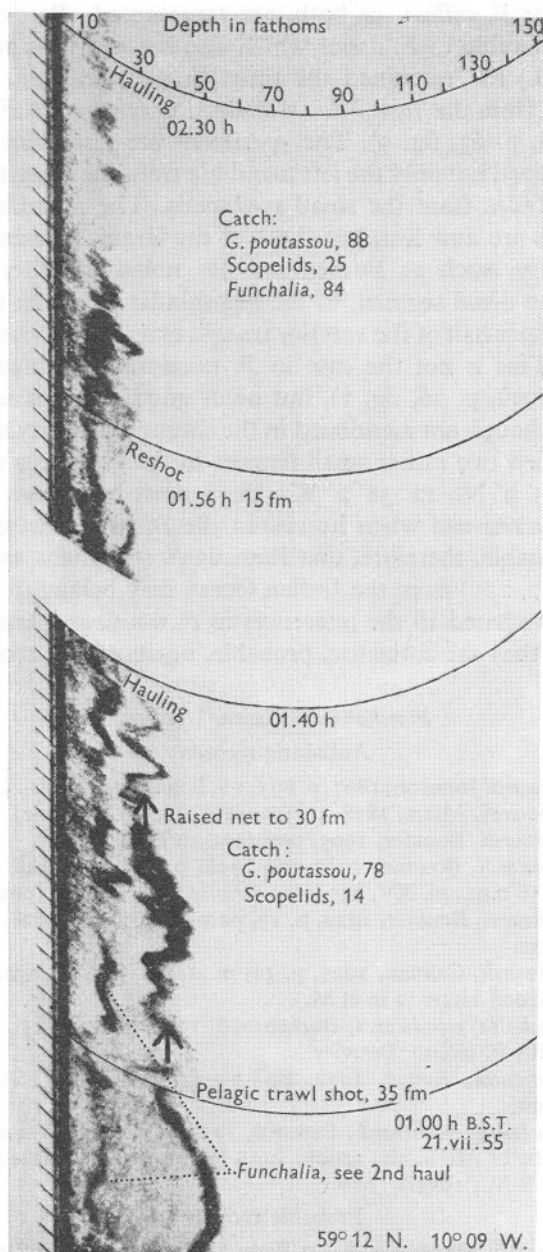 Depth in fathoms
10 30 50 70 90 110 130 150
Hauling
02.30 h
Catch:
G. poutassou, 88
Scopelids, 25
Funchalia, 84
Reshot
01.56 h 15 fm
Hauling
01.40 h
Raised net to 30 fm
Catch:
G. poutassou, 78
Scopelids, 14
Pelagic trawl shot, 35 fm
01.00 h B.S.T.
21.vii.55
Funchalia, see 2nd haul
59° 12 N. 10° 09 W.